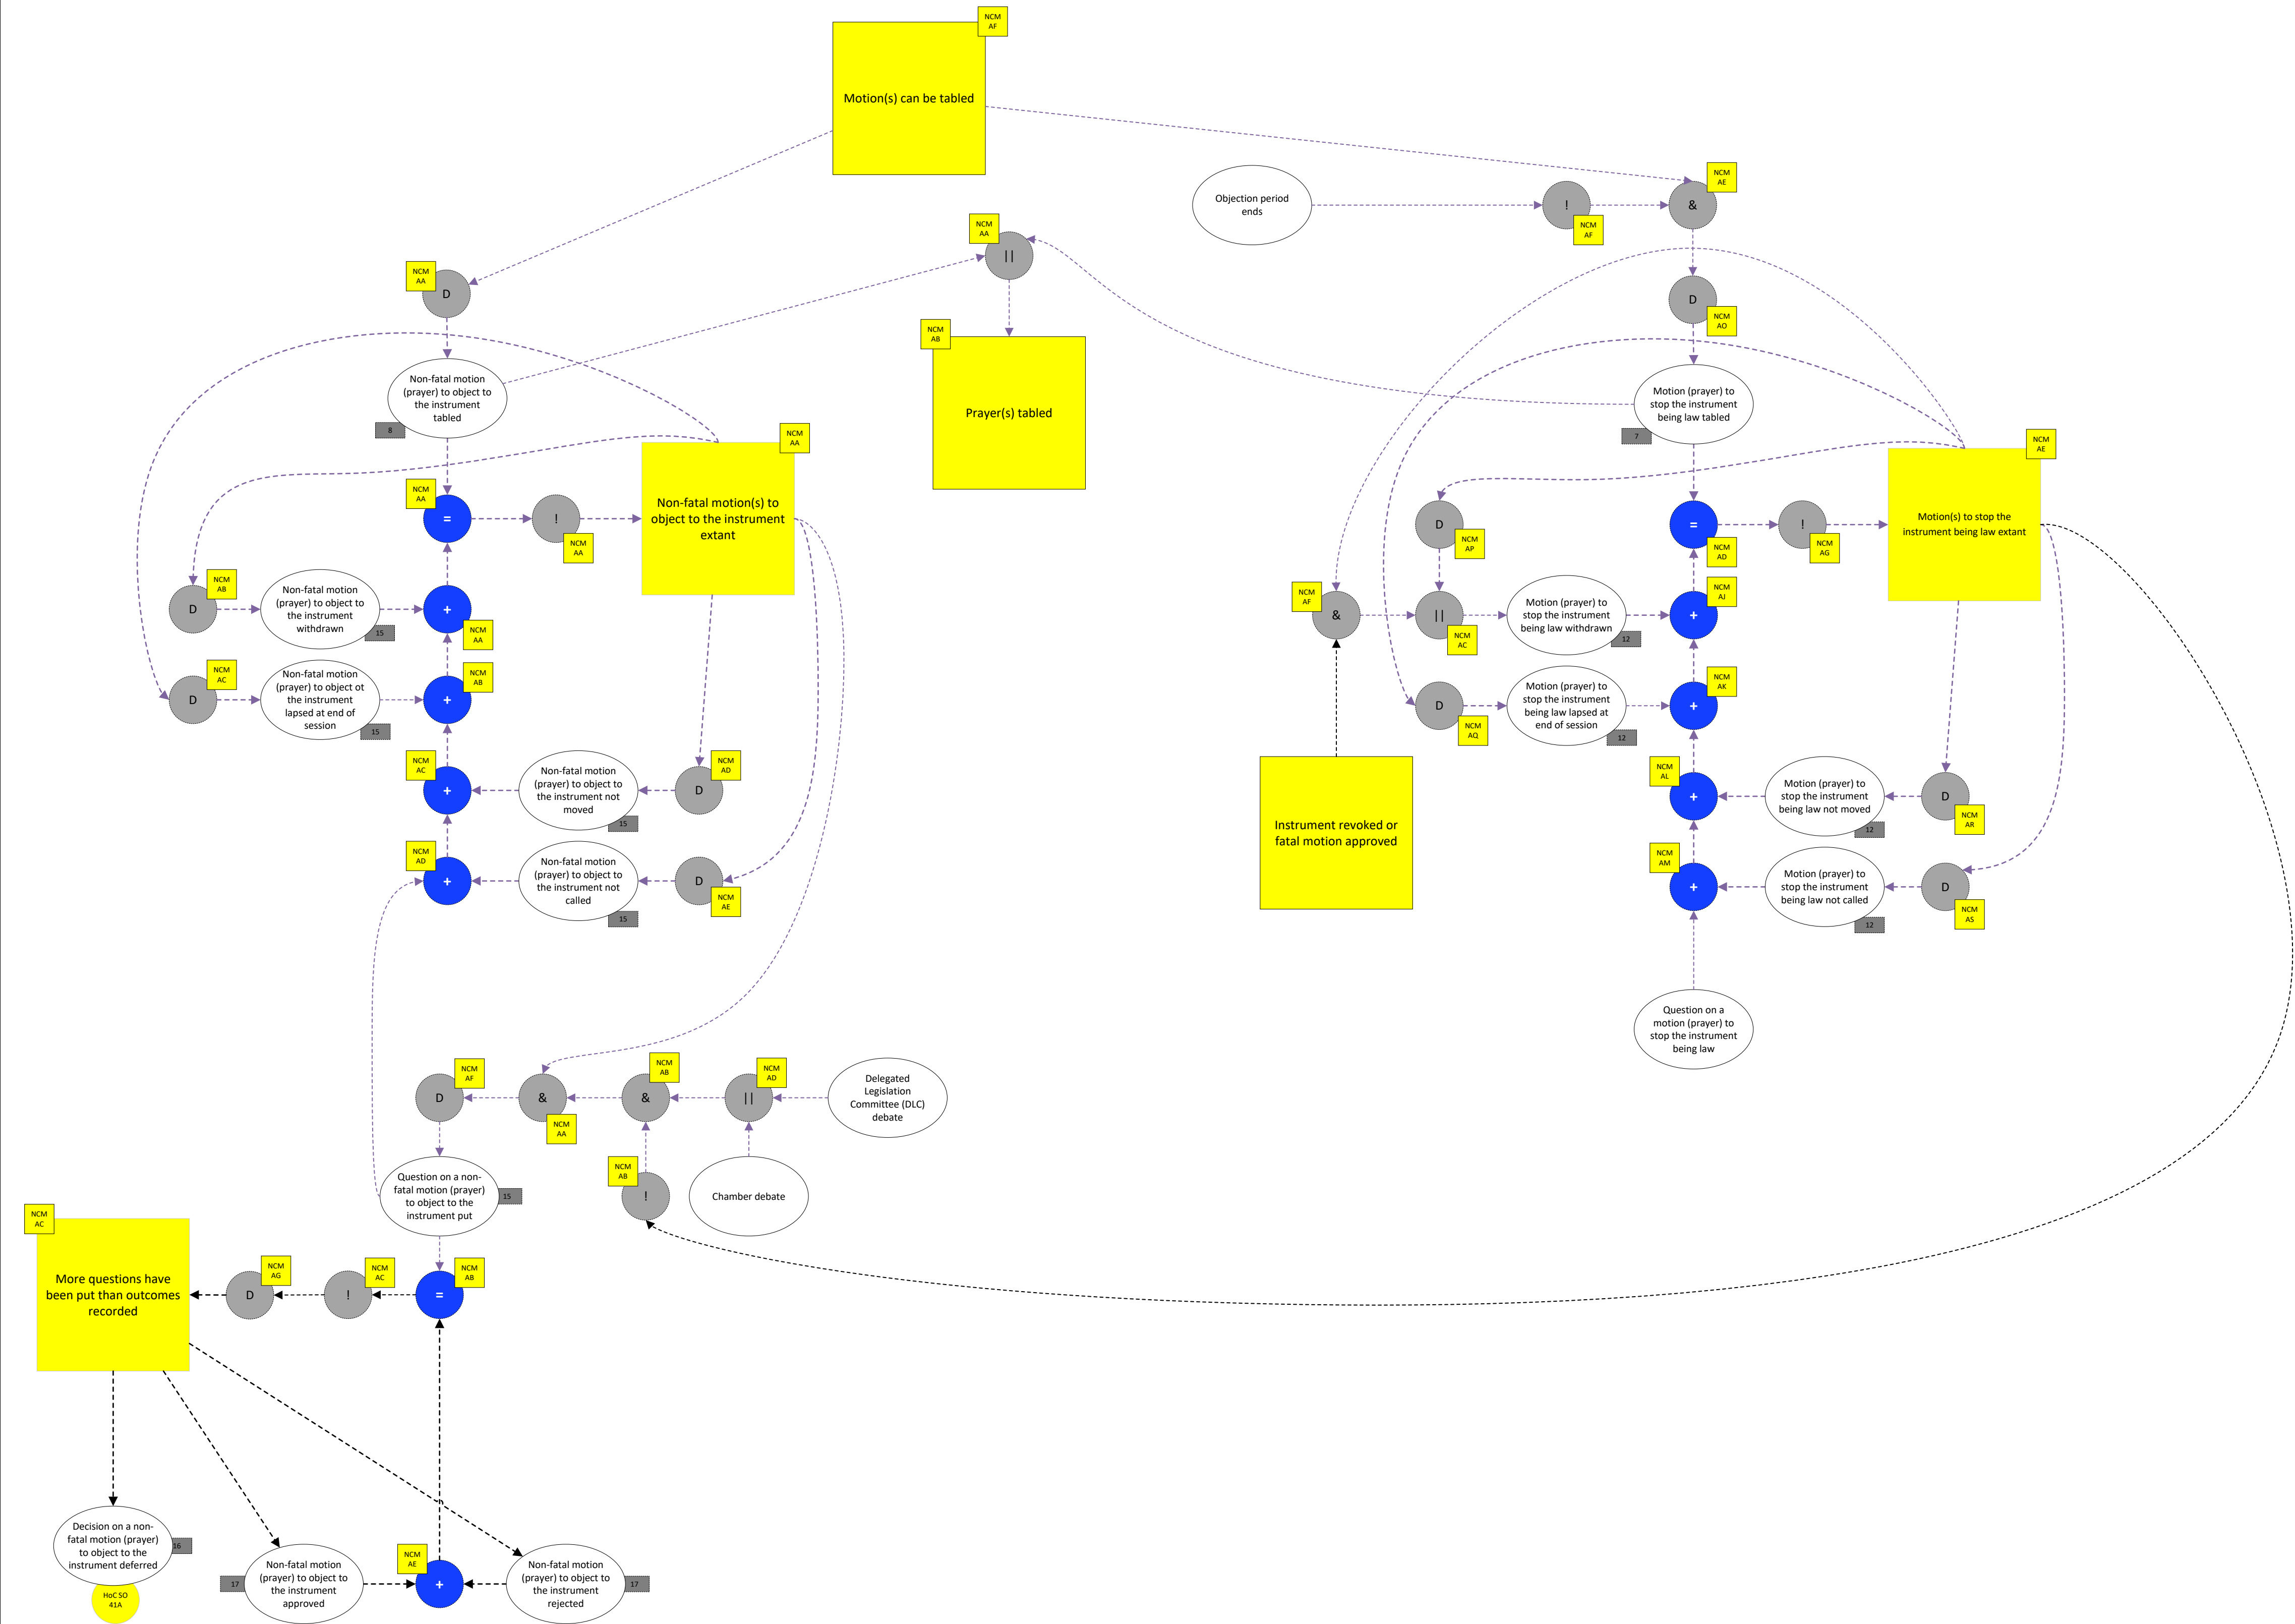 NCM
AF
Motion(s) can be tabled
NCM
AE
Objection period
ends
!
NCM
AF
&
NCM
AA
||
NCM
AA
D
D
NCM
AO
NCM
AB
Prayer(s) tabled
Non-fatal motion
(prayer) to object to
the instrument
tabled
8
Motion (prayer) to
stop the instrument
being law tabled
7
NCM
AA
Non-fatal motion(s) to
object to the instrument
extant
NCM
AE
Motion(s) to stop the
instrument being law extant
NCM
AA
=
!
NCM
AA
D
NCM
AP
=
NCM
AD
!
NCM
AG
NCM
AB
D
Non-fatal motion
(prayer) to object to
the instrument
withdrawn
15
+
NCM
AA
NCM
AF
&
||
NCM
AC
Motion (prayer) to
stop the instrument
being law withdrawn
12
NCM
AJ
+
NCM
AC
D
Non-fatal motion
(prayer) to object ot
the instrument
lapsed at end of
session
15
NCM
AB
+
D
NCM
AQ
Motion (prayer) to
stop the instrument
being law lapsed at
end of session
12
NCM
AK
+
NCM
AC
+
Non-fatal motion
(prayer) to object to
the instrument not
moved
15
NCM
AD
D
Instrument revoked or
fatal motion approved
NCM
AL
+
Motion (prayer) to
stop the instrument
being law not moved
12
D
NCM
AR
NCM
AD
+
Non-fatal motion
(prayer) to object to
the instrument not
called
15
D
NCM
AE
NCM
AM
+
Motion (prayer) to
stop the instrument
being law not called
12
D
NCM
AS
Question on a
motion (prayer) to
stop the instrument
being law
NCM
AF
D
&
NCM
AA
NCM
AB
&
NCM
AD
||
Delegated
Legislation
Committee (DLC)
debate
Question on a non-
fatal motion (prayer)
to object to the
instrument put
15
NCM
AB
!
Chamber debate
NCM
AC
More questions have
been put than outcomes
recorded
NCM
AG
D
NCM
AC
!
NCM
AB
=
Decision on a non-
fatal motion (prayer)
to object to the
instrument deferred
16
HoC SO
41A
17
Non-fatal motion
(prayer) to object to
the instrument
approved
NCM
AE
+
Non-fatal motion
(prayer) to object to
the instrument
rejected
17